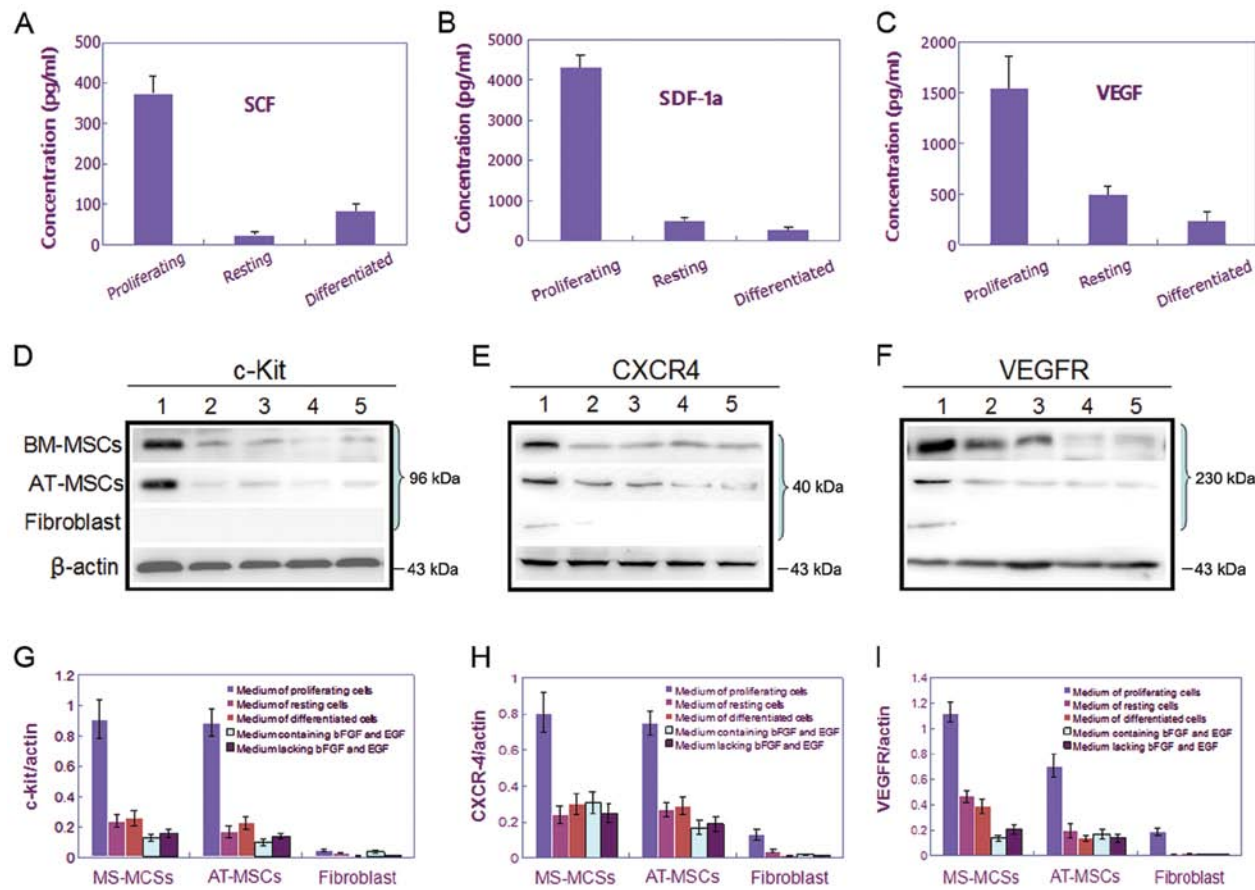 A
Concentration (pg/ml)
500
400
300
200
100
0
SCF
Proliferating
Resting
Differentiated
B
Concentration (pg/ml)
5000
4000
3000
2000
1000
0
SDF-1a
Proliferating
Resting
Differentiated
C
Concentration (pg/ml)
2000
1500
1000
500
0
VEGF
Proliferating
Resting
Differentiated
D
c-Kit
1 2 3 4 5
BM-MSCs
AT-MSCs
Fibroblast
β-actin
96 kDa
43 kDa
E
CXCR4
1 2 3 4 5
40 kDa
43 kDa
F
VEGFR
1 2 3 4 5
230 kDa
43 kDa
G
c-kit/actin
1.2
1
0.8
0.6
0.4
0.2
0
Medium of proliferating cells
Medium of resting cells
Medium of differentiated cells
Medium containing bFGF and EGF
Medium lacking bFGF and EGF
MS-MCSs
AT-MSCs
Fibroblast
H
CXCR-4/actin
1
0.8
0.6
0.4
0.2
0
Medium of proliferating cells
Medium of resting cells
Medium of differentiated cells
Medium containing bFGF and EGF
Medium lacking bFGF and EGF
MS-MCSs
AT-MSCs
Fibroblast
I
VEGFR/actin
1.4
1.2
1
0.8
0.6
0.4
0.2
0
Medium of proliferating cells
Medium of resting cells
Medium of differentiated cells
Medium containing bFGF and EGF
Medium lacking bFGF and EGF
MS-MCSs
AT-MSCs
Fibroblast